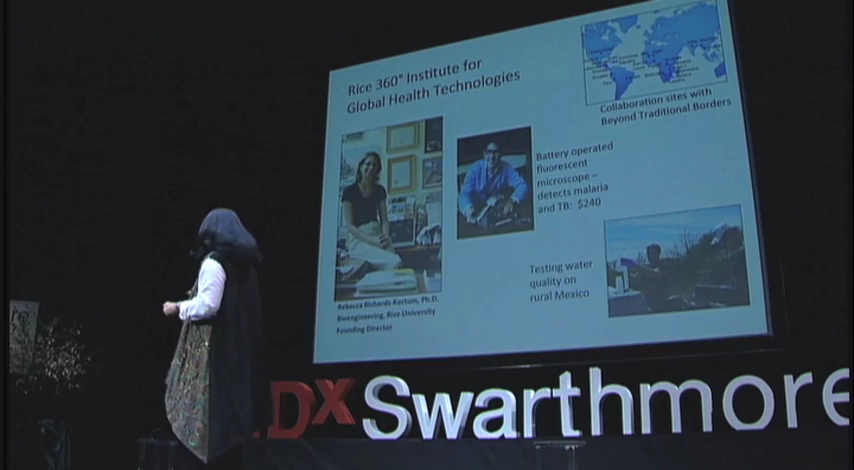 Rice 360° Institute for
Global Health Technologies
Collaboration sites with
Beyond Traditional Borders
Battery operated
fluorescent
microscope –
detects malaria
and TB: $240
Testing water
quality on
rural Mexico
Rebecca Richards-Kortum, Ph.D.
Bioengineering, Rice University
Founding Director
Dx Swarthmore